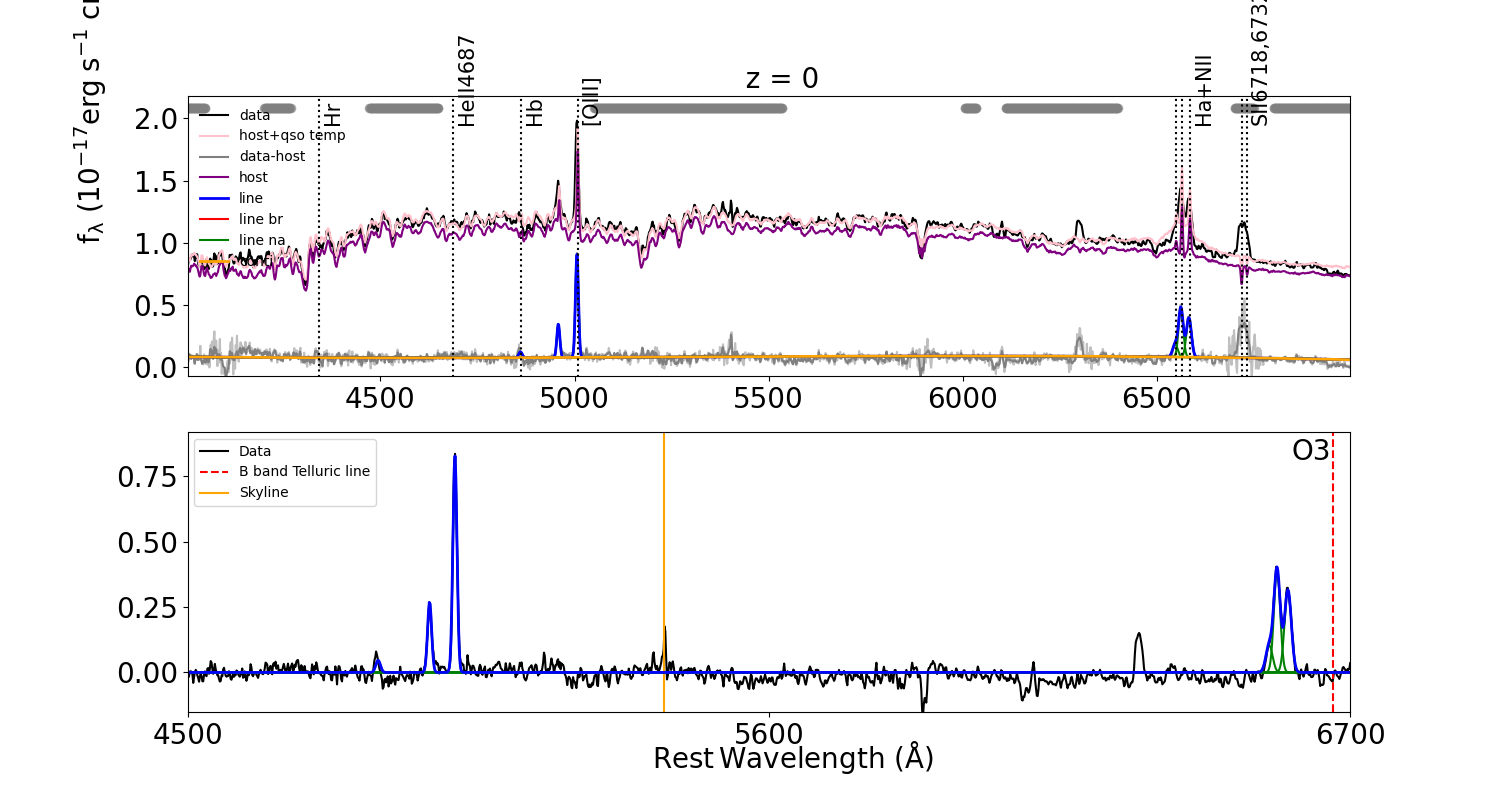 z = 0
f_λ (10^−17 erg s^−1 c
2.0
1.5
1.0
0.5
0.0
data
host+qso temp
data-host
host
line
line br
line na
Hr
HeII4687
Hb
[OIII]
Ha+NII
SII6718,673
4500
5000
5500
6000
6500
O3
Data
B band Telluric line
Skyline
0.75
0.50
0.25
0.00
4500
5600
6700
Rest Wavelength (Å)